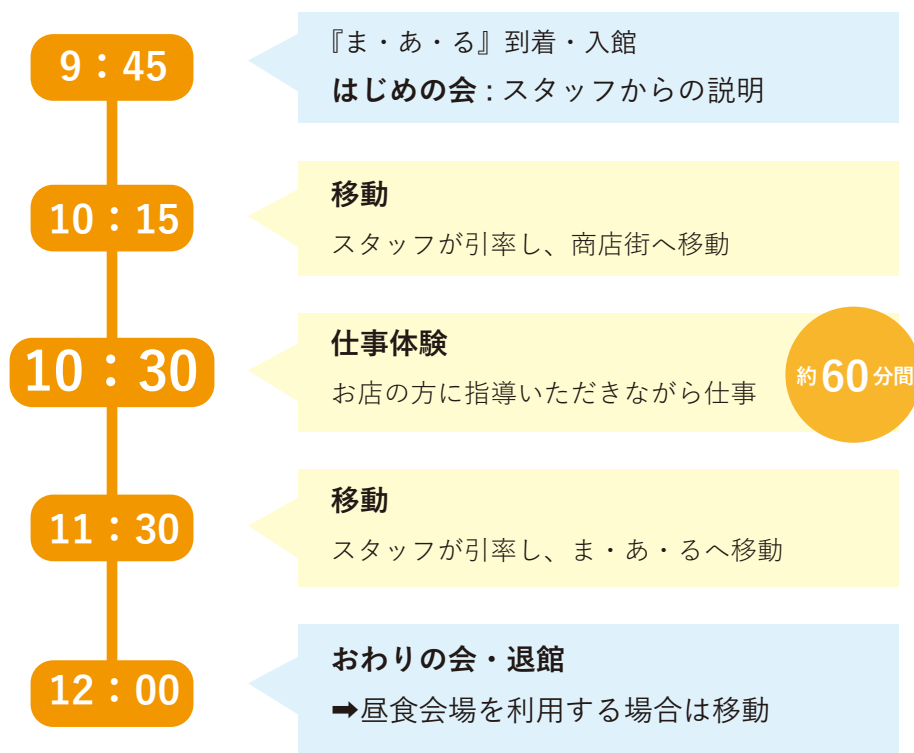 9：45
『ま・あ・る』到着・入館
はじめの会 : スタッフからの説明
10：15
移動
スタッフが引率し、商店街へ移動
10：30
仕事体験
お店の方に指導いただきながら仕事
約60分間
11：30
移動
スタッフが引率し、ま・あ・るへ移動
12：00
おわりの会・退館
➡昼食会場を利用する場合は移動